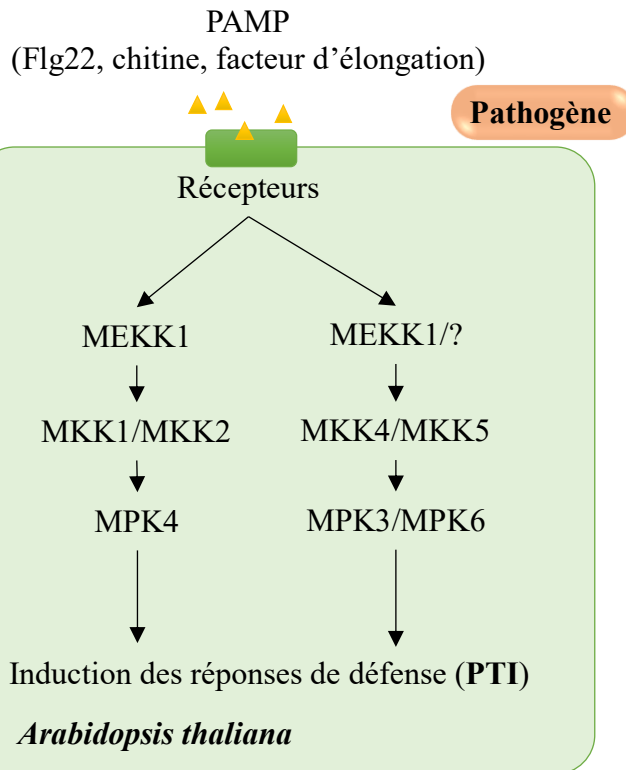 PAMP
(Flg22, chitine, facteur d’élongation)
Pathogène
Récepteurs
MEKK1
MEKK1/?
MKK1/MKK2
MKK4/MKK5
MPK4
MPK3/MPK6
Induction des réponses de défense (PTI)
Arabidopsis thaliana